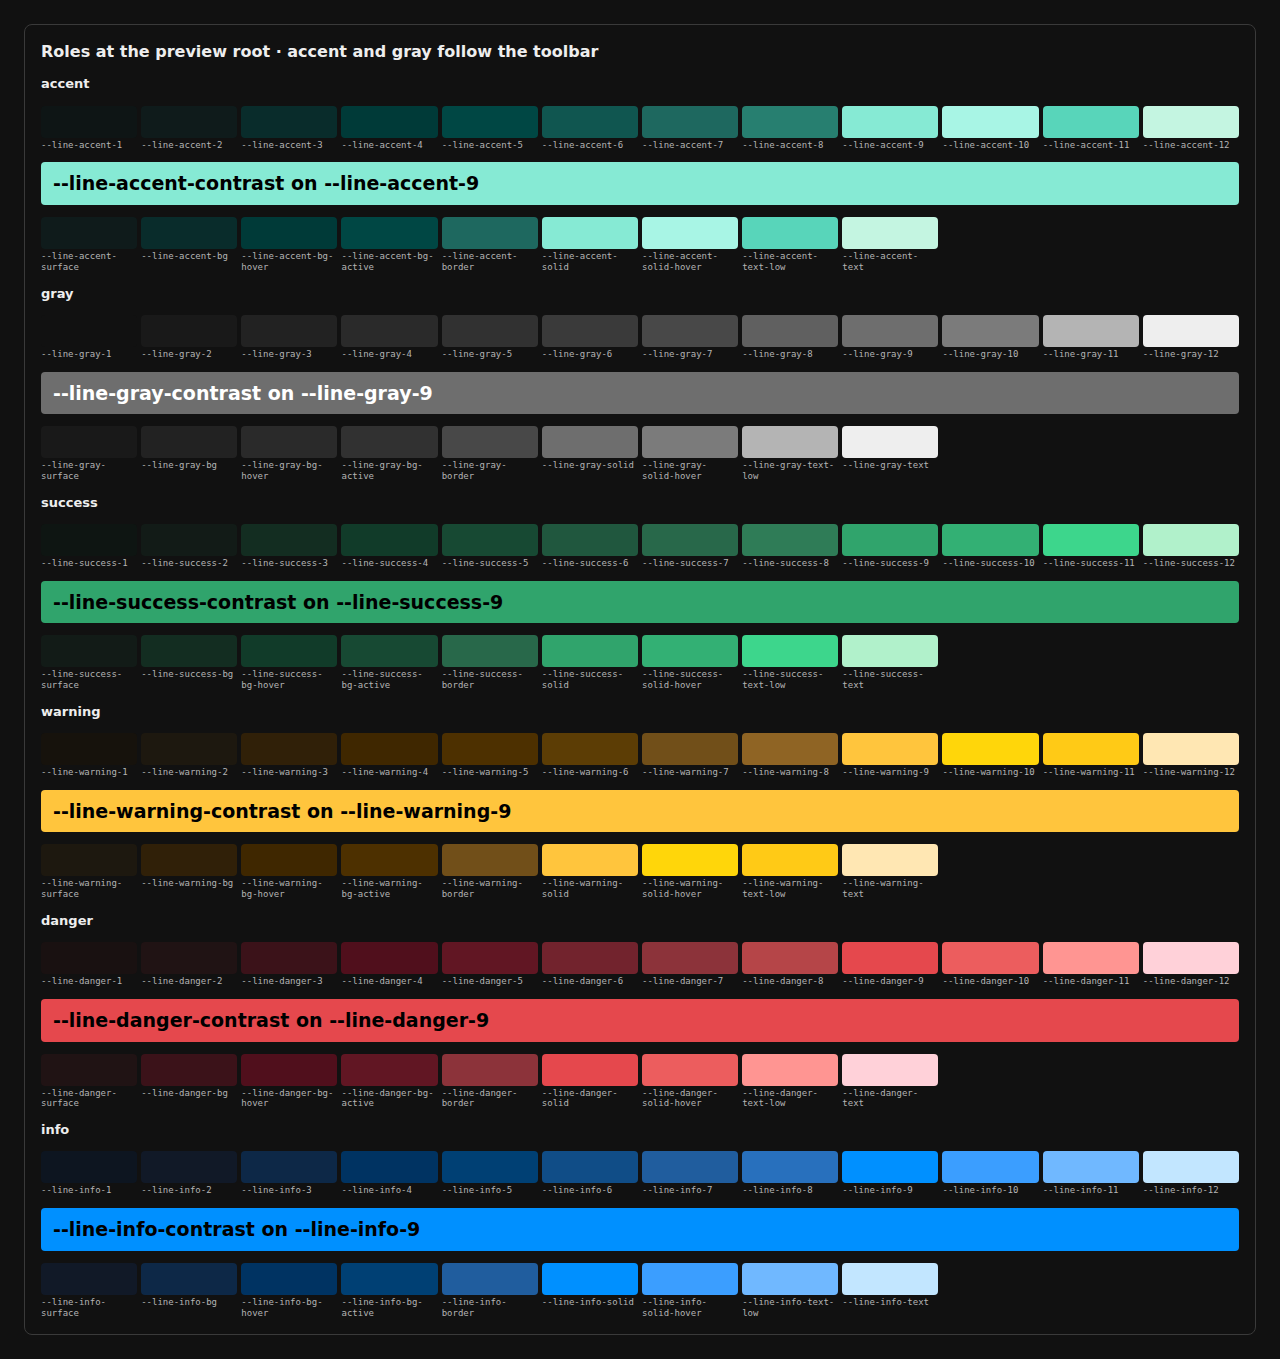 Roles at the preview root · accent and gray follow the toolbar
accent
--line-accent-1 --line-accent-2 --line-accent-3 --line-accent-4 --line-accent-5 --line-accent-6 --line-accent-7 --line-accent-8 --line-accent-9 --line-accent-10 --line-accent-11 --line-accent-12
--line-accent-contrast on --line-accent-9
--line-accent- --line-accent-bg --line-accent-bg- --line-accent-bg- --line-accent- --line-accent- --line-accent- --line-accent- --line-accent-
surface hover active border solid solid-hover text-low text
gray
--line-gray-1 --line-gray-2 --line-gray-3 --line-gray-4 --line-gray-5 --line-gray-6 --line-gray-7 --line-gray-8 --line-gray-9 --line-gray-10 --line-gray-11 --line-gray-12
--line-gray-contrast on --line-gray-9
--line-gray- --line-gray-bg --line-gray-bg- --line-gray-bg- --line-gray- --line-gray-solid --line-gray- --line-gray-text- --line-gray-text
surface hover active border solid-hover low
success
--line-success-1 --line-success-2 --line-success-3 --line-success-4 --line-success-5 --line-success-6 --line-success-7 --line-success-8 --line-success-9 --line-success-10 --line-success-11 --line-success-12
--line-success-contrast on --line-success-9
--line-success- --line-success-bg --line-success- --line-success- --line-success- --line-success- --line-success- --line-success- --line-success-
surface bg-hover bg-active border solid solid-hover text-low text
warning
--line-warning-1 --line-warning-2 --line-warning-3 --line-warning-4 --line-warning-5 --line-warning-6 --line-warning-7 --line-warning-8 --line-warning-9 --line-warning-10 --line-warning-11 --line-warning-12
--line-warning-contrast on --line-warning-9
--line-warning- --line-warning-bg --line-warning- --line-warning- --line-warning- --line-warning- --line-warning- --line-warning- --line-warning-
surface bg-hover bg-active border solid solid-hover text-low text
danger
--line-danger-1 --line-danger-2 --line-danger-3 --line-danger-4 --line-danger-5 --line-danger-6 --line-danger-7 --line-danger-8 --line-danger-9 --line-danger-10 --line-danger-11 --line-danger-12
--line-danger-contrast on --line-danger-9
--line-danger- --line-danger-bg --line-danger-bg- --line-danger-bg- --line-danger- --line-danger- --line-danger- --line-danger- --line-danger-
surface hover active border solid solid-hover text-low text
info
--line-info-1 --line-info-2 --line-info-3 --line-info-4 --line-info-5 --line-info-6 --line-info-7 --line-info-8 --line-info-9 --line-info-10 --line-info-11 --line-info-12
--line-info-contrast on --line-info-9
--line-info- --line-info-bg --line-info-bg- --line-info-bg- --line-info- --line-info-solid --line-info- --line-info-text- --line-info-text
surface hover active border solid-hover low